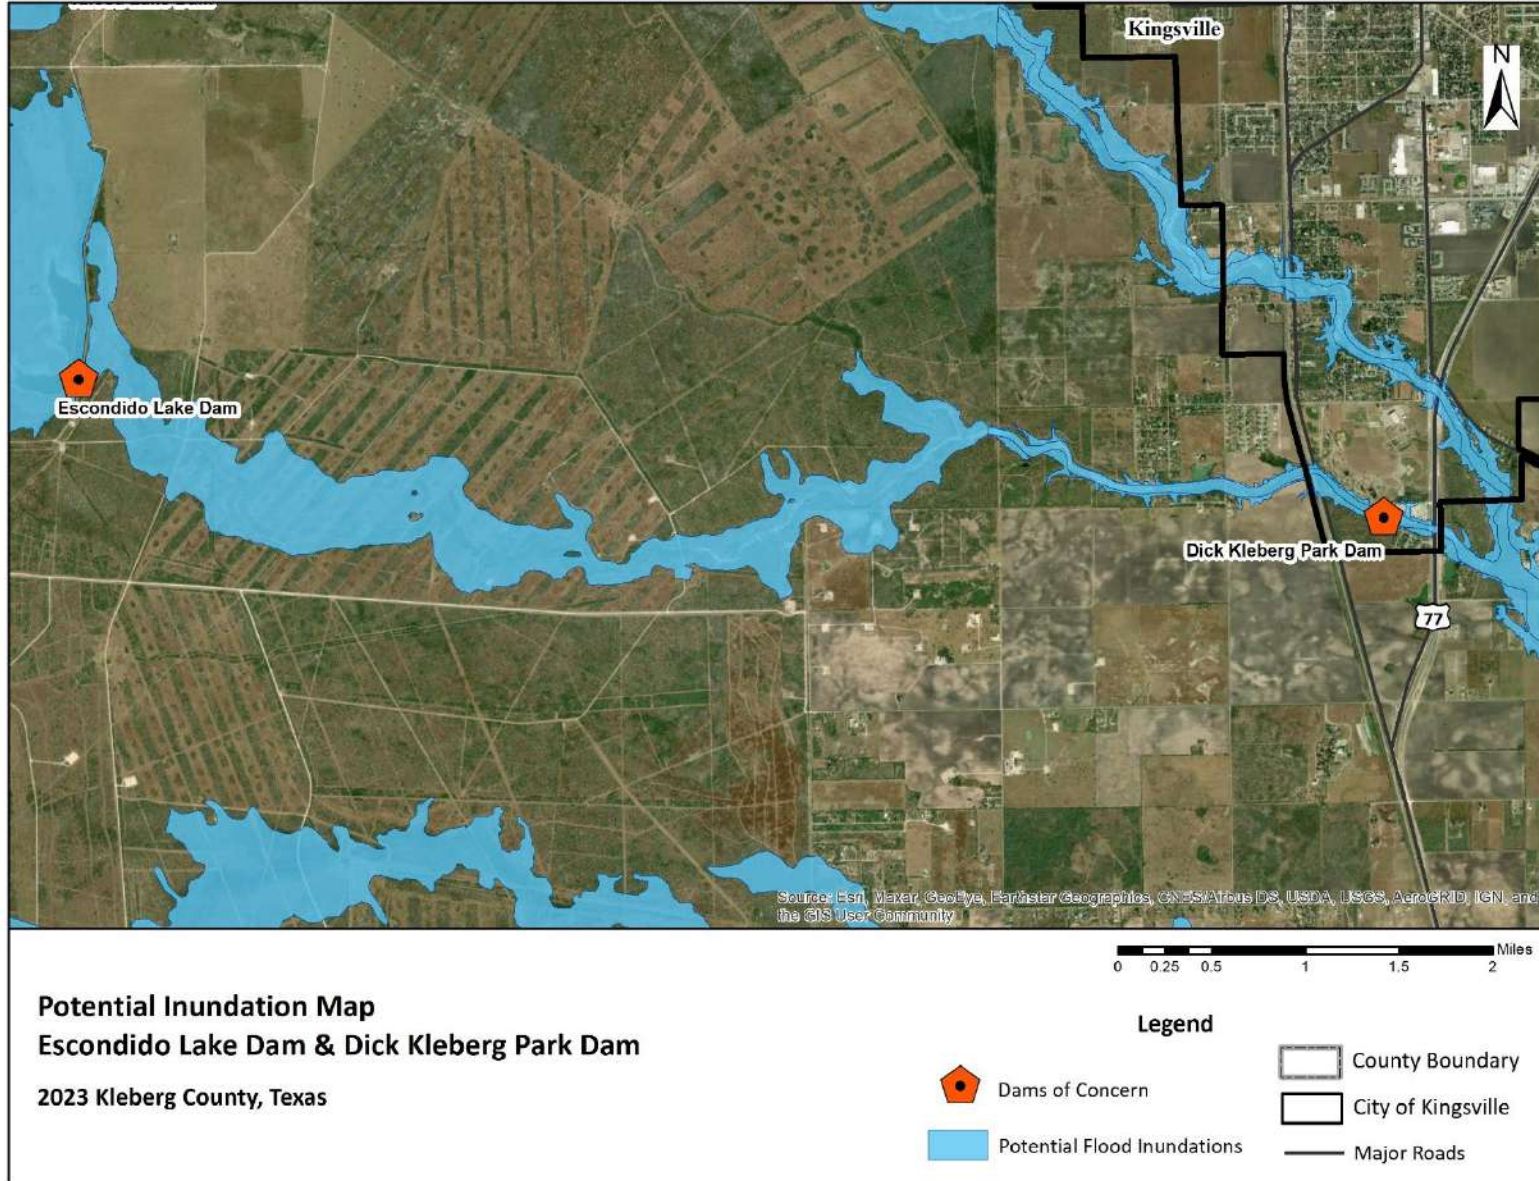 Kingsville
N
Escondido Lake Dam
Dick Kleberg Park Dam
77
Source: Esri, Maxar, GeoEye, Earthstar Geographics, CNES/Airbus DS, USDA, USGS, AeroGRID, IGN, and
the GIS User Community
Miles
0 0.25 0.5 1 1.5 2
Potential Inundation Map
Escondido Lake Dam & Dick Kleberg Park Dam
2023 Kleberg County, Texas
Legend
Dams of Concern
Potential Flood Inundations
County Boundary
City of Kingsville
Major Roads